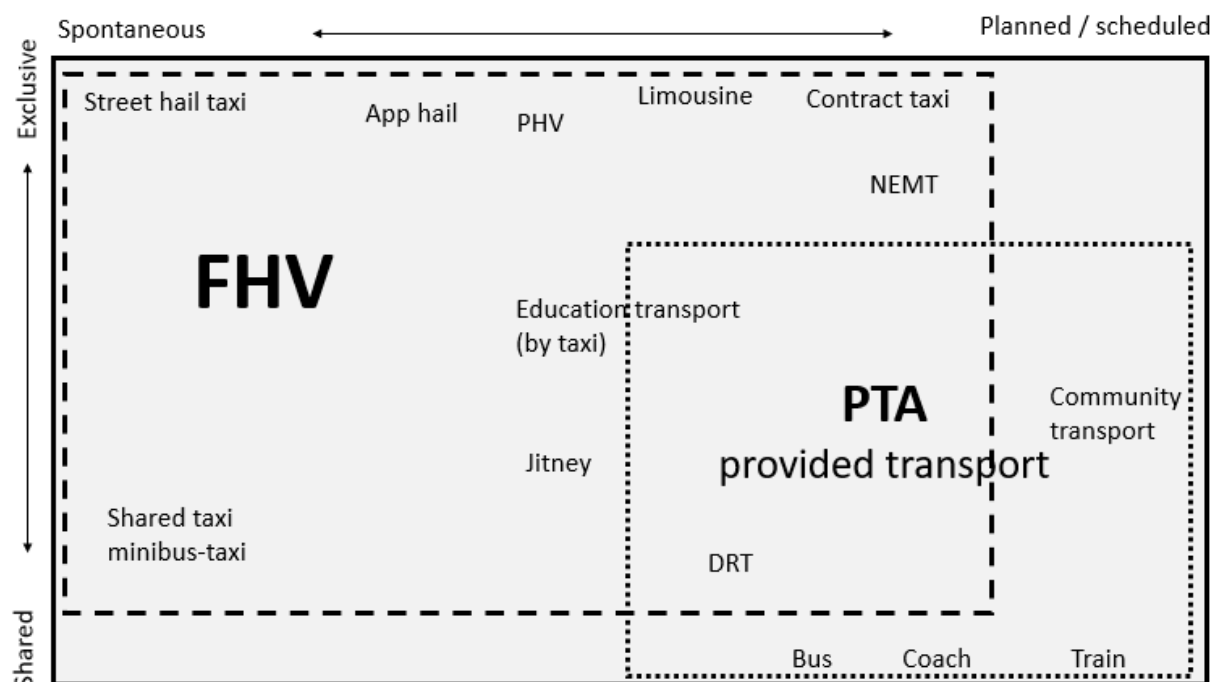 Spontaneous
Planned / scheduled
Exclusive
Street hail taxi
App hail
PHV
Limousine
Contract taxi
NEMT
FHV
Education transport
(by taxi)
PTA
provided transport
Community
transport
Jitney
Shared taxi
minibus-taxi
DRT
Shared
Bus
Coach
Train